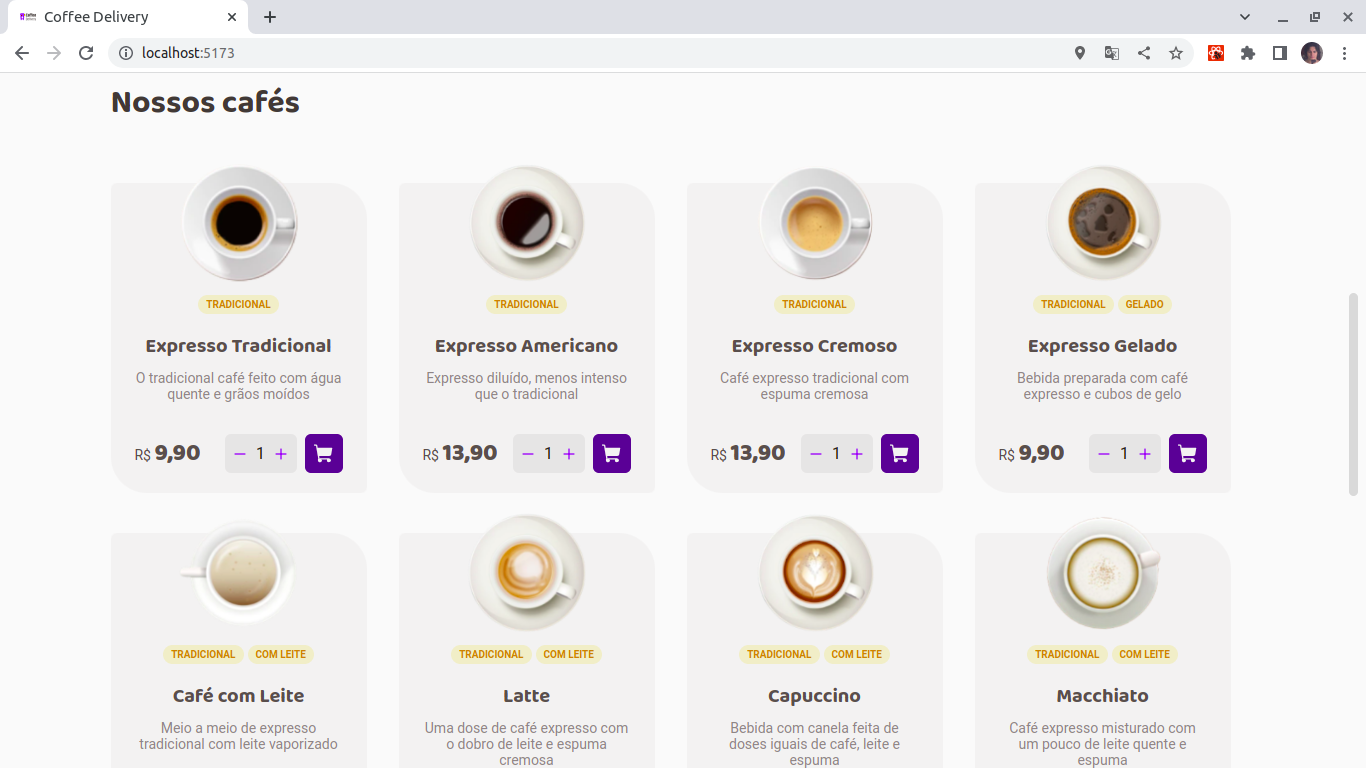 Coffee Delivery
localhost:5173
Nossos cafés
TRADICIONAL
Expresso Tradicional
O tradicional café feito com água
quente e grãos moídos
R$ 9,90
1
TRADICIONAL
Expresso Americano
Expresso diluído, menos intenso
que o tradicional
R$ 13,90
1
TRADICIONAL
Expresso Cremoso
Café expresso tradicional com
espuma cremosa
R$ 13,90
1
TRADICIONAL GELADO
Expresso Gelado
Bebida preparada com café
expresso e cubos de gelo
R$ 9,90
1
TRADICIONAL COM LEITE
Café com Leite
Meio a meio de expresso
tradicional com leite vaporizado
TRADICIONAL COM LEITE
Latte
Uma dose de café expresso com
o dobro de leite e espuma
cremosa
TRADICIONAL COM LEITE
Capuccino
Bebida com canela feita de
doses iguais de café, leite e
espuma
TRADICIONAL COM LEITE
Macchiato
Café expresso misturado com
um pouco de leite quente e
espuma